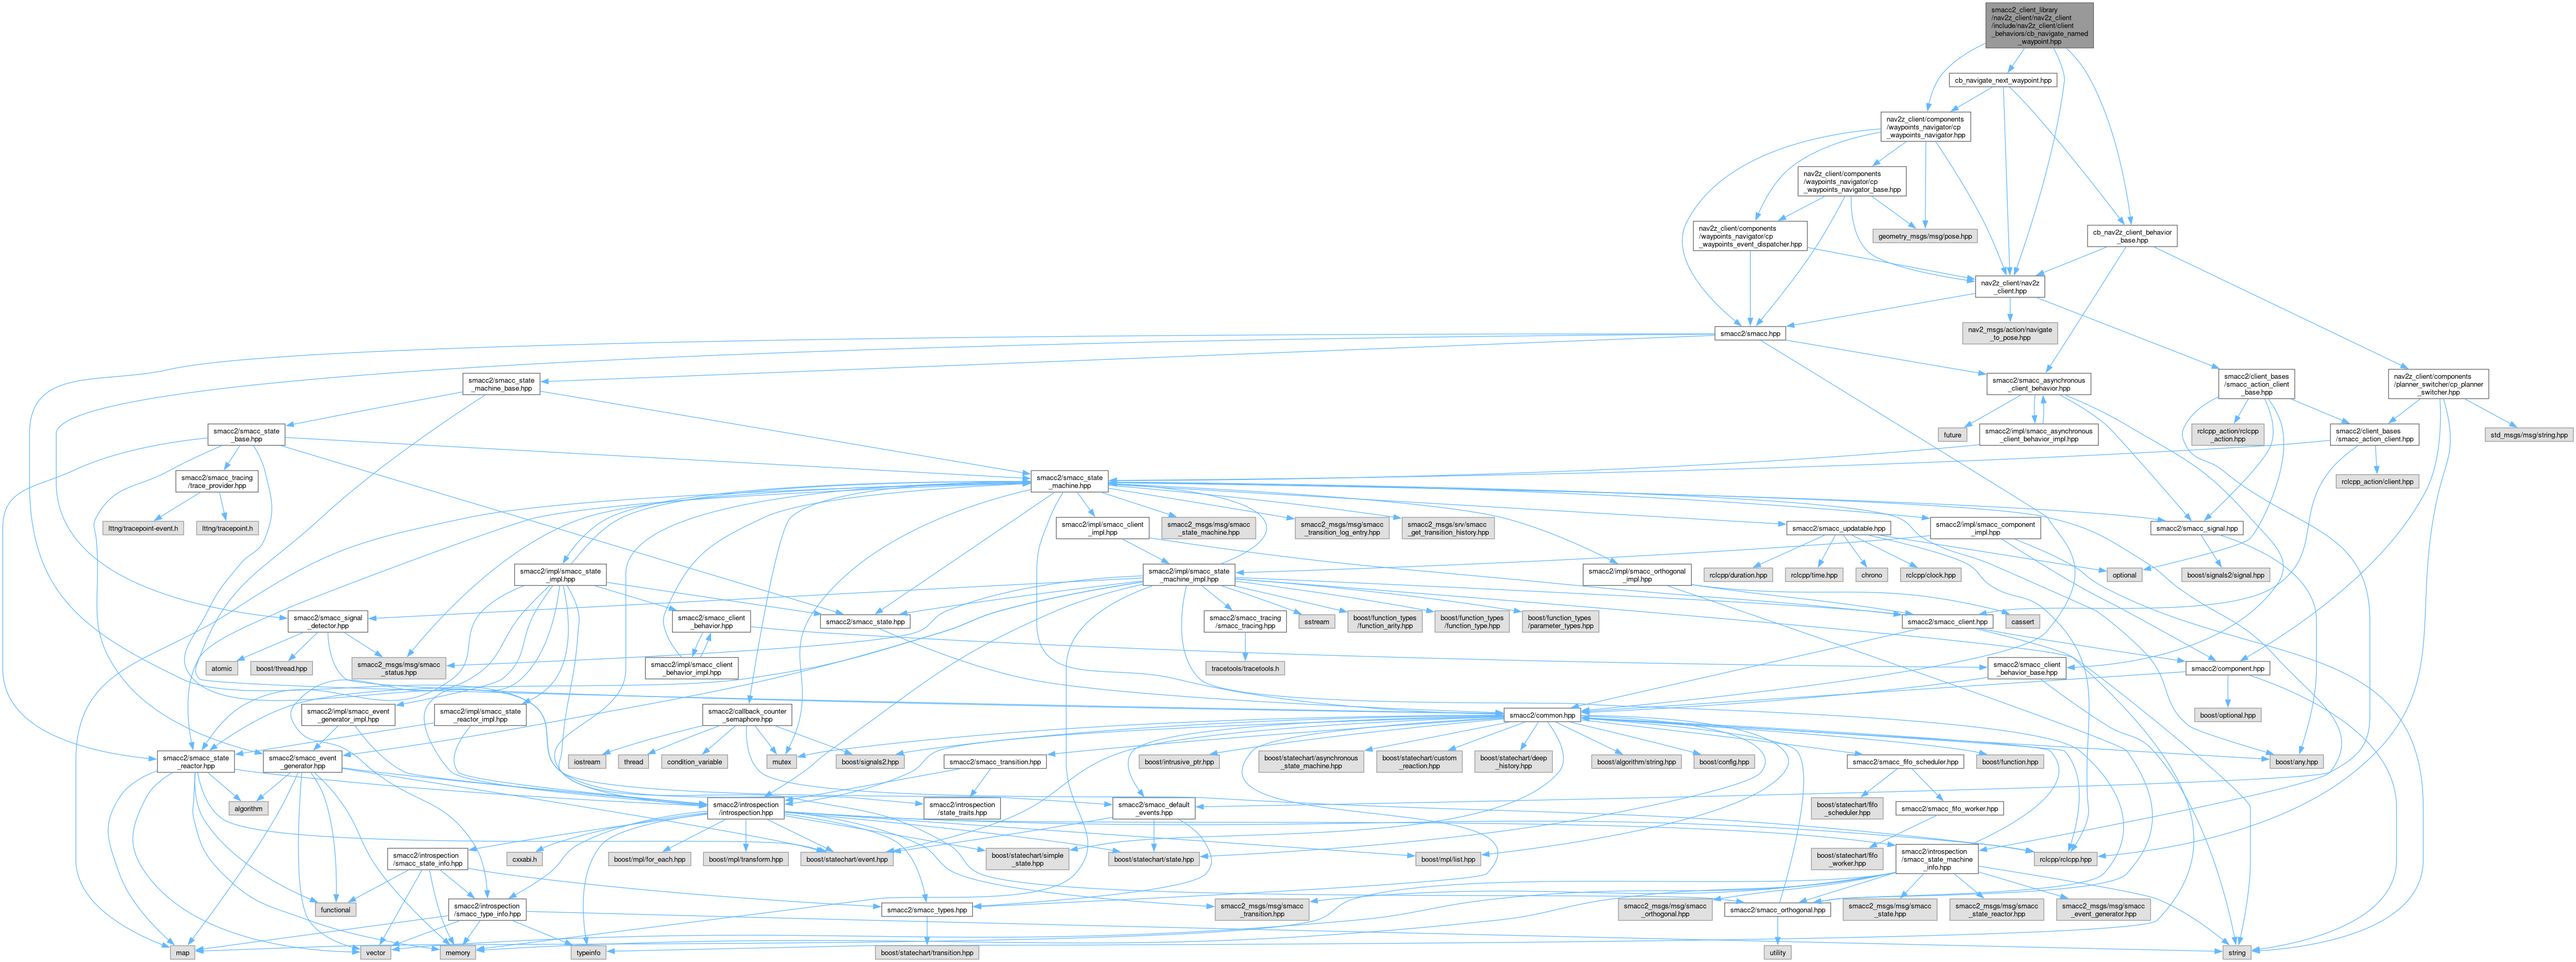 smacc2_client_library
/nav2z_client/nav2z_client
/include/nav2z_client/client
_behaviors/cb_navigate_named
_waypoint.hpp
cb_navigate_next_waypoint.hpp
nav2z_client/components
/waypoints_navigator/cp
_waypoints_navigator.hpp
nav2z_client/components
/waypoints_navigator/cp
_waypoints_navigator_base.hpp
nav2z_client/components
/waypoints_navigator/cp
_waypoints_event_dispatcher.hpp
geometry_msgs/msg/pose.hpp
cb_nav2z_client_behavior
_base.hpp
nav2z_client/nav2z
_client.hpp
smacc2/smacc.hpp
nav2_msgs/action/navigate
_to_pose.hpp
smacc2/smacc_state
_machine_base.hpp
smacc2/smacc_asynchronous
_client_behavior.hpp
smacc2/client_bases
/smacc_action_client
_base.hpp
nav2z_client/components
/planner_switcher/cp_planner
_switcher.hpp
smacc2/smacc_state
_base.hpp
future
smacc2/impl/smacc_asynchronous
_client_behavior_impl.hpp
rclcpp_action/rclcpp
_action.hpp
smacc2/client_bases
/smacc_action_client.hpp
std_msgs/msg/string.hpp
smacc2/smacc_tracing
/trace_provider.hpp
smacc2/smacc_state
_machine.hpp
rclcpp_action/client.hpp
lttng/tracepoint-event.h
lttng/tracepoint.h
smacc2/impl/smacc_client
_impl.hpp
smacc2_msgs/msg/smacc
_state_machine.hpp
smacc2_msgs/msg/smacc
_transition_log_entry.hpp
smacc2_msgs/srv/smacc
_get_transition_history.hpp
smacc2/smacc_updatable.hpp
smacc2/impl/smacc_component
_impl.hpp
smacc2/smacc_signal.hpp
smacc2/impl/smacc_state
_impl.hpp
smacc2/impl/smacc_state
_machine_impl.hpp
rclcpp/duration.hpp
rclcpp/time.hpp
chrono
rclcpp/clock.hpp
smacc2/impl/smacc_orthogonal
_impl.hpp
optional
boost/signals2/signal.hpp
smacc2/smacc_signal
_detector.hpp
smacc2/smacc_client
_behavior.hpp
smacc2/smacc_state.hpp
smacc2/smacc_tracing
/smacc_tracing.hpp
sstream
boost/function_types
/function_arity.hpp
boost/function_types
/function_type.hpp
boost/function_types
/parameter_types.hpp
smacc2/smacc_client.hpp
cassert
atomic
boost/thread.hpp
smacc2_msgs/msg/smacc
_status.hpp
smacc2/impl/smacc_client
_behavior_impl.hpp
tracetools/tracetools.h
smacc2/smacc_client
_behavior_base.hpp
smacc2/component.hpp
smacc2/impl/smacc_event
_generator_impl.hpp
smacc2/impl/smacc_state
_reactor_impl.hpp
smacc2/callback_counter
_semaphore.hpp
smacc2/common.hpp
boost/optional.hpp
smacc2/smacc_state
_reactor.hpp
smacc2/smacc_event
_generator.hpp
iostream
thread
condition_variable
mutex
boost/signals2.hpp
smacc2/smacc_transition.hpp
boost/intrusive_ptr.hpp
boost/statechart/asynchronous
_state_machine.hpp
boost/statechart/custom
_reaction.hpp
boost/statechart/deep
_history.hpp
boost/algorithm/string.hpp
boost/config.hpp
smacc2/smacc_fifo_scheduler.hpp
boost/function.hpp
boost/any.hpp
algorithm
smacc2/introspection
/introspection.hpp
smacc2/introspection
/state_traits.hpp
smacc2/smacc_default
_events.hpp
boost/statechart/fifo
_scheduler.hpp
smacc2/smacc_fifo_worker.hpp
smacc2/introspection
/smacc_state_info.hpp
cxxabi.h
boost/mpl/for_each.hpp
boost/mpl/transform.hpp
boost/statechart/event.hpp
boost/statechart/simple
_state.hpp
boost/statechart/state.hpp
boost/mpl/list.hpp
boost/statechart/fifo
_worker.hpp
smacc2/introspection
/smacc_state_machine
_info.hpp
rclcpp/rclcpp.hpp
functional
smacc2/introspection
/smacc_type_info.hpp
smacc2/smacc_types.hpp
smacc2_msgs/msg/smacc
_transition.hpp
smacc2_msgs/msg/smacc
_orthogonal.hpp
smacc2/smacc_orthogonal.hpp
smacc2_msgs/msg/smacc
_state.hpp
smacc2_msgs/msg/smacc
_state_reactor.hpp
smacc2_msgs/msg/smacc
_event_generator.hpp
map
vector
memory
typeinfo
boost/statechart/transition.hpp
utility
string